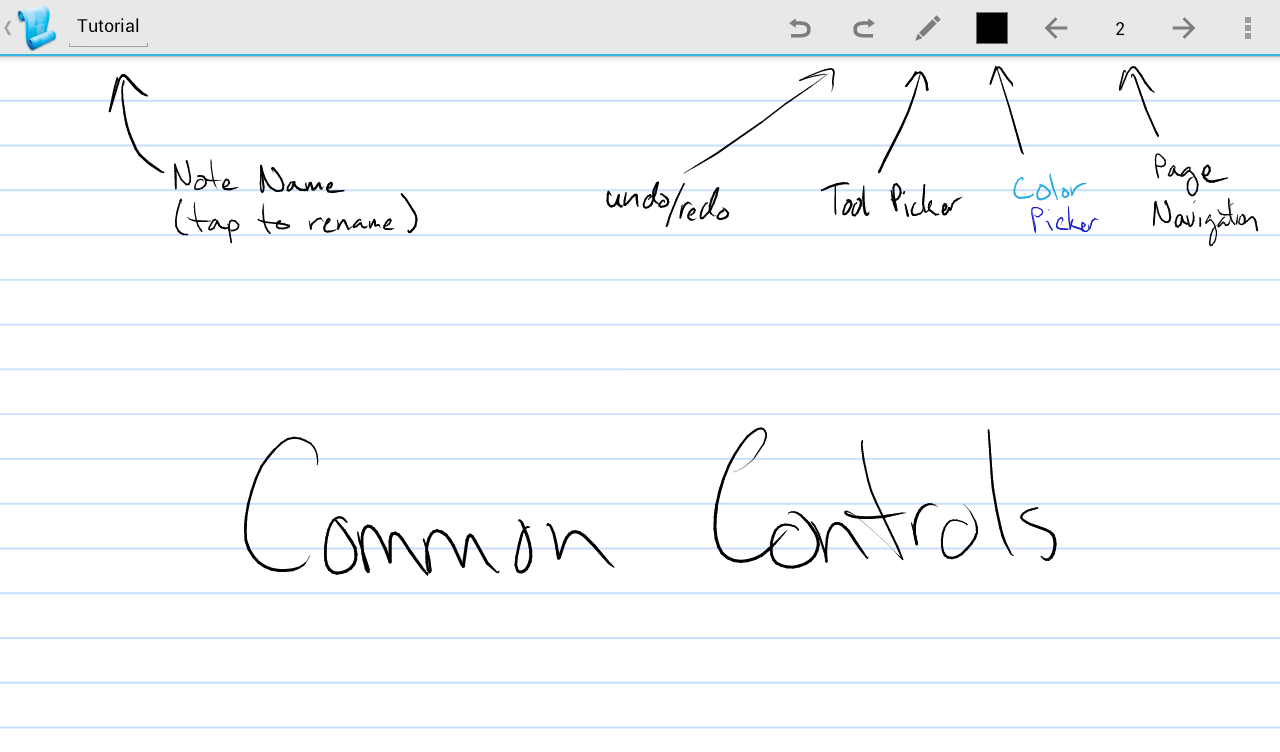 Tutorial
2
Note Name
(tap to rename)
undo/redo
Tool Picker
Color
Picker
Page
Navigation
Common Controls